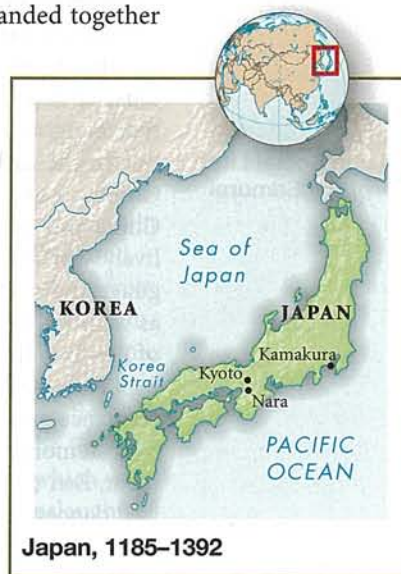 anded together
Sea of
Japan
KOREA
JAPAN
Korea
Strait
Kamakura
Kyoto
Nara
PACIFIC
OCEAN
Japan, 1185–1392